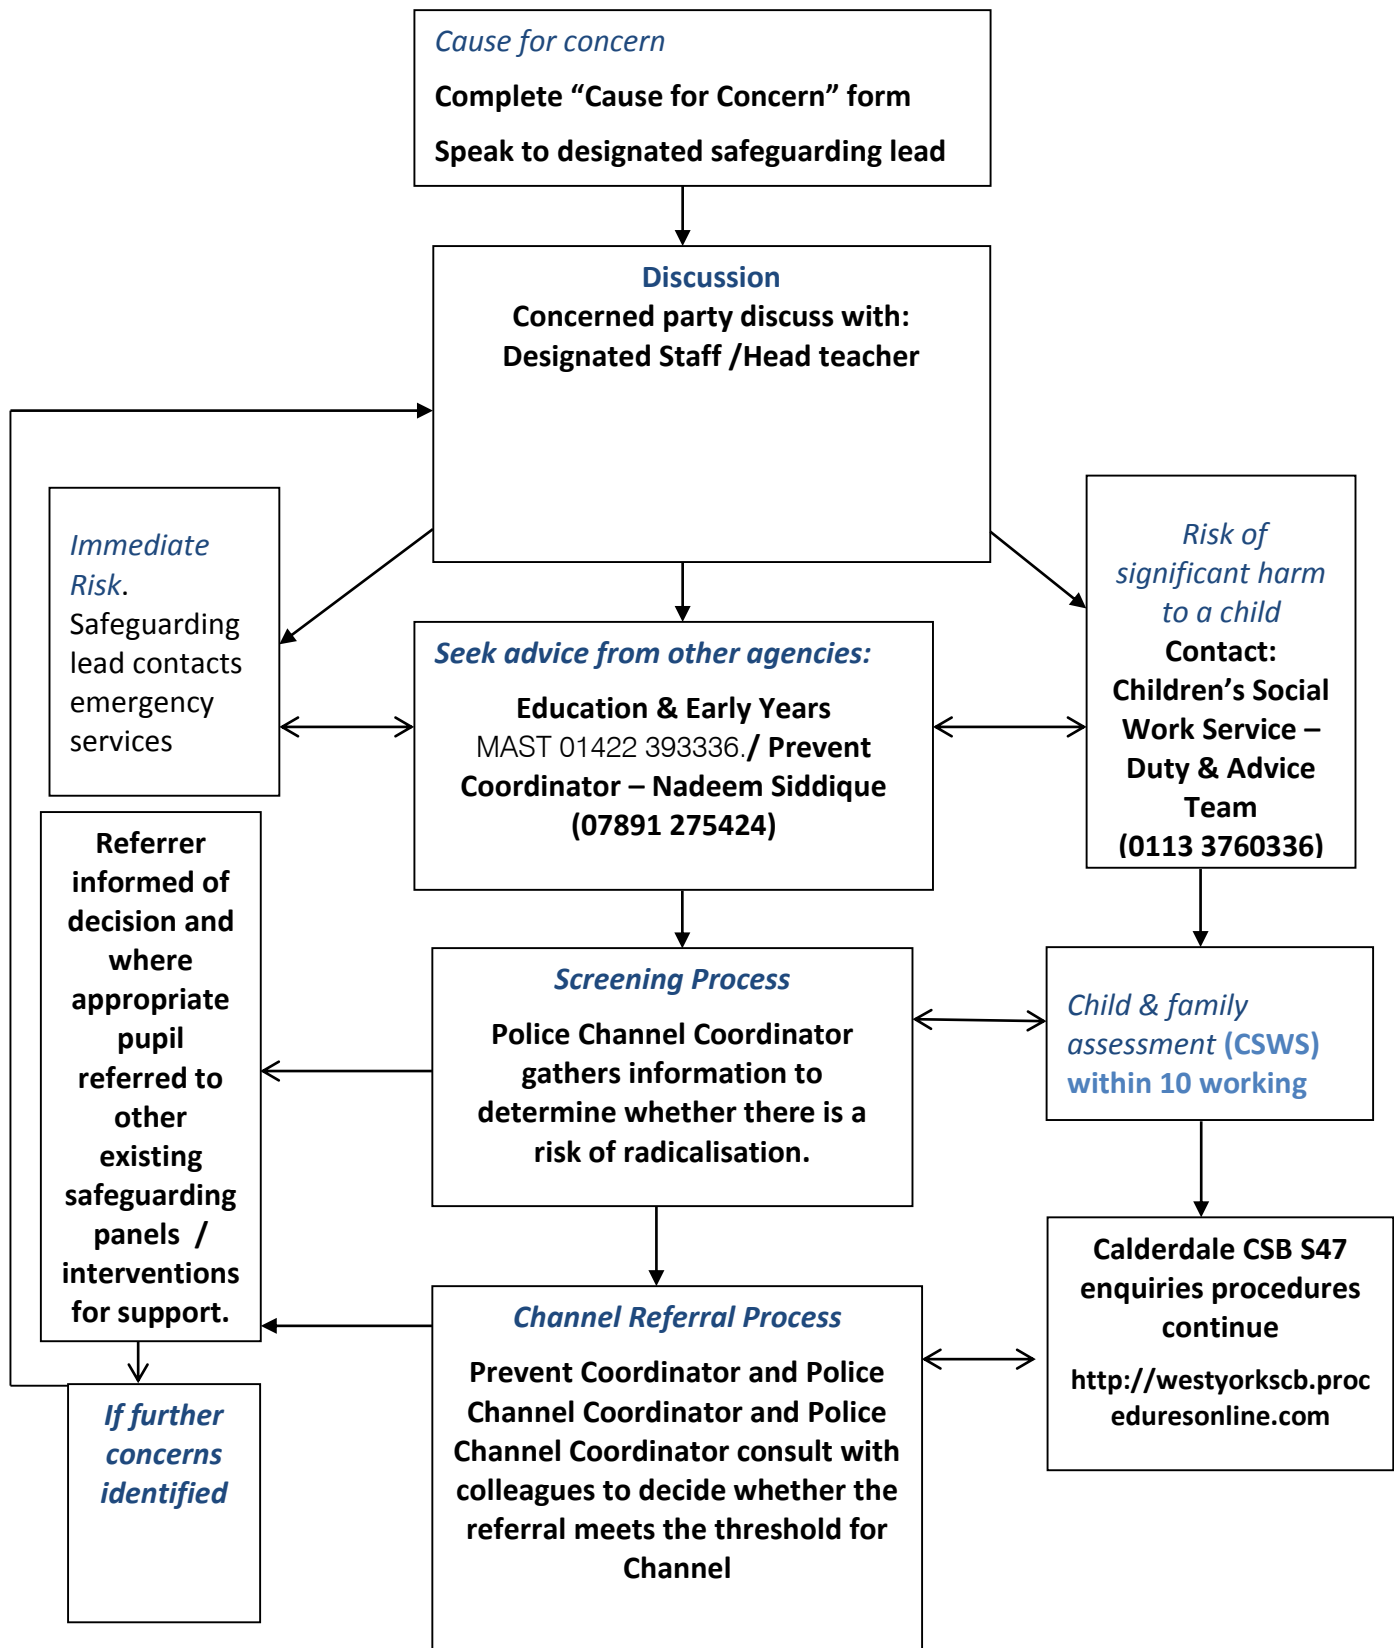 Cause for concern
Complete “Cause for Concern” form
Speak to designated safeguarding lead
Discussion
Concerned party discuss with:
Designated Staff /Head teacher
Immediate
Risk.
Safeguarding
lead contacts
emergency
services
Seek advice from other agencies:
Education & Early Years
MAST 01422 393336./ Prevent
Coordinator – Nadeem Siddique
(07891 275424)
Risk of
significant harm
to a child
Contact:
Children’s Social
Work Service –
Duty & Advice
Team
(0113 3760336)
Referrer
informed of
decision and
where
appropriate
pupil
referred to
other
existing
safeguarding
panels /
interventions
for support.
Screening Process
Police Channel Coordinator
gathers information to
determine whether there is a
risk of radicalisation.
Child & family
assessment (CSWS)
within 10 working
If further
concerns
identified
Channel Referral Process
Prevent Coordinator and Police
Channel Coordinator and Police
Channel Coordinator consult with
colleagues to decide whether the
referral meets the threshold for
Channel
Calderdale CSB S47
enquiries procedures
continue
http://westyorkscb.proc
eduresonline.com